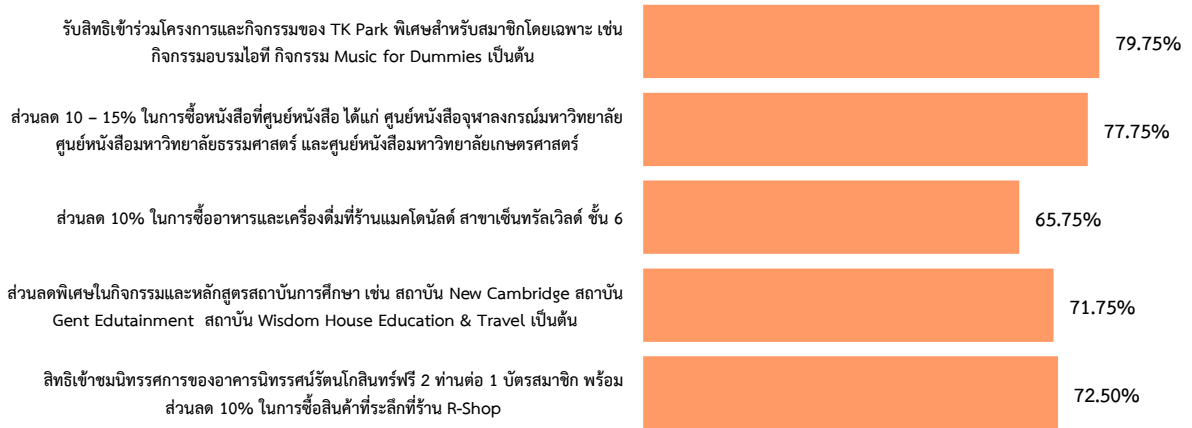 รับสิทธิเข้าร่วมโครงการและกิจกรรมของ TK Park พิเศษสำหรับสมาชิกโดยเฉพาะ เช่น
กิจกรรมอบรมไอที กิจกรรม Music for Dummies เป็นต้น
79.75%
ส่วนลด 10 – 15% ในการซื้อหนังสือที่ศูนย์หนังสือ ได้แก่ ศูนย์หนังสือจุฬาลงกรณ์มหาวิทยาลัย
ศูนย์หนังสือมหาวิทยาลัยธรรมศาสตร์ และศูนย์หนังสือมหาวิทยาลัยเกษตรศาสตร์
77.75%
ส่วนลด 10% ในการซื้ออาหารและเครื่องดื่มที่ร้านแมคโดนัลด์ สาขาเซ็นทรัลเวิลด์ ชั้น 6
65.75%
ส่วนลดพิเศษในกิจกรรมและหลักสูตรสถาบันการศึกษา เช่น สถาบัน New Cambridge สถาบัน
Gent Edutainment สถาบัน Wisdom House Education & Travel เป็นต้น
71.75%
สิทธิเข้าชมนิทรรศการของอาคารนิทรรศน์รัตนโกสินทร์ฟรี 2 ท่านต่อ 1 บัตรสมาชิก พร้อม
ส่วนลด 10% ในการซื้อสินค้าที่ระลึกที่ร้าน R-Shop
72.50%